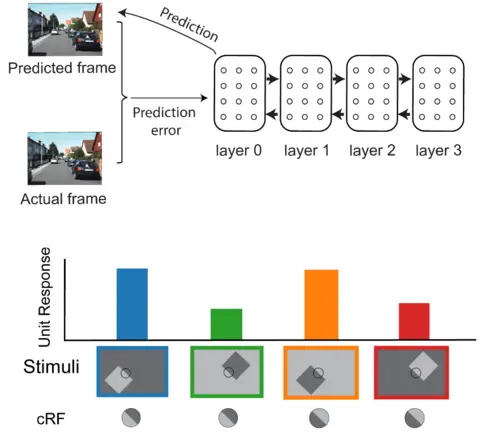 Prediction
Predicted frame
Prediction
error
layer 0 layer 1 layer 2 layer 3
Actual frame
Unit Response
Stimuli
cRF